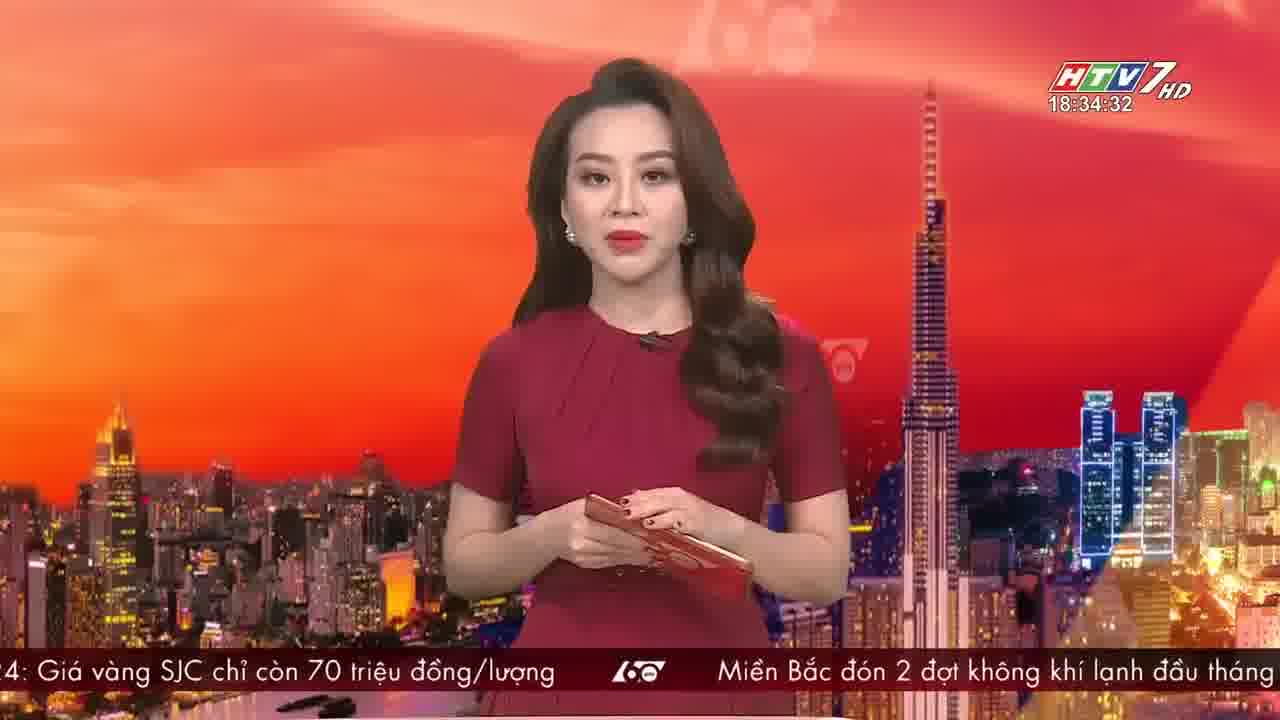 HTV7 HD
18:34:32
24: Giá vàng SJC chỉ còn 70 triệu đồng/lượng 60 Miền Bắc đón 2 đợt không khí lạnh đầu tháng